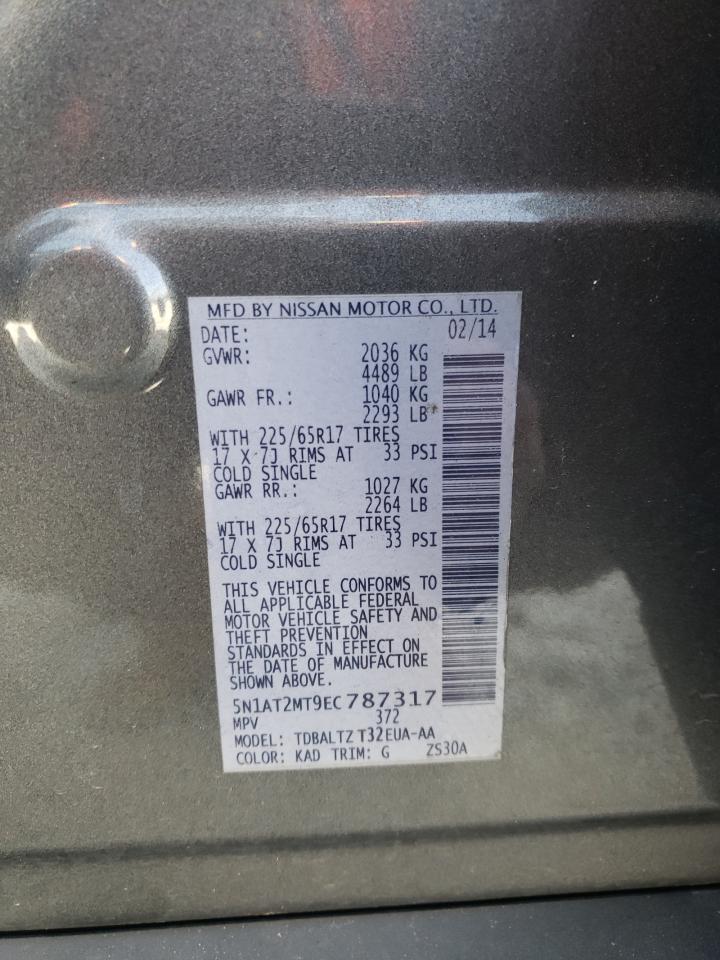 MFD BY NISSAN MOTOR CO., LTD.
DATE: 02/14
GVWR: 2036 KG
4489 LB
GAWR FR.: 1040 KG
2293 LB
WITH 225/65R17 TIRES
17 X 7J RIMS AT 33 PSI
COLD SINGLE
GAWR RR.: 1027 KG
2264 LB
WITH 225/65R17 TIRES
17 X 7J RIMS AT 33 PSI
COLD SINGLE
THIS VEHICLE CONFORMS TO
ALL APPLICABLE FEDERAL
MOTOR VEHICLE SAFETY AND
THEFT PREVENTION
STANDARDS IN EFFECT ON
THE DATE OF MANUFACTURE
SHOWN ABOVE.
5N1AT2MT9EC787317
MPV 372
MODEL: TDBALTZ T32EUA-AA
COLOR: KAD TRIM: G ZS30A